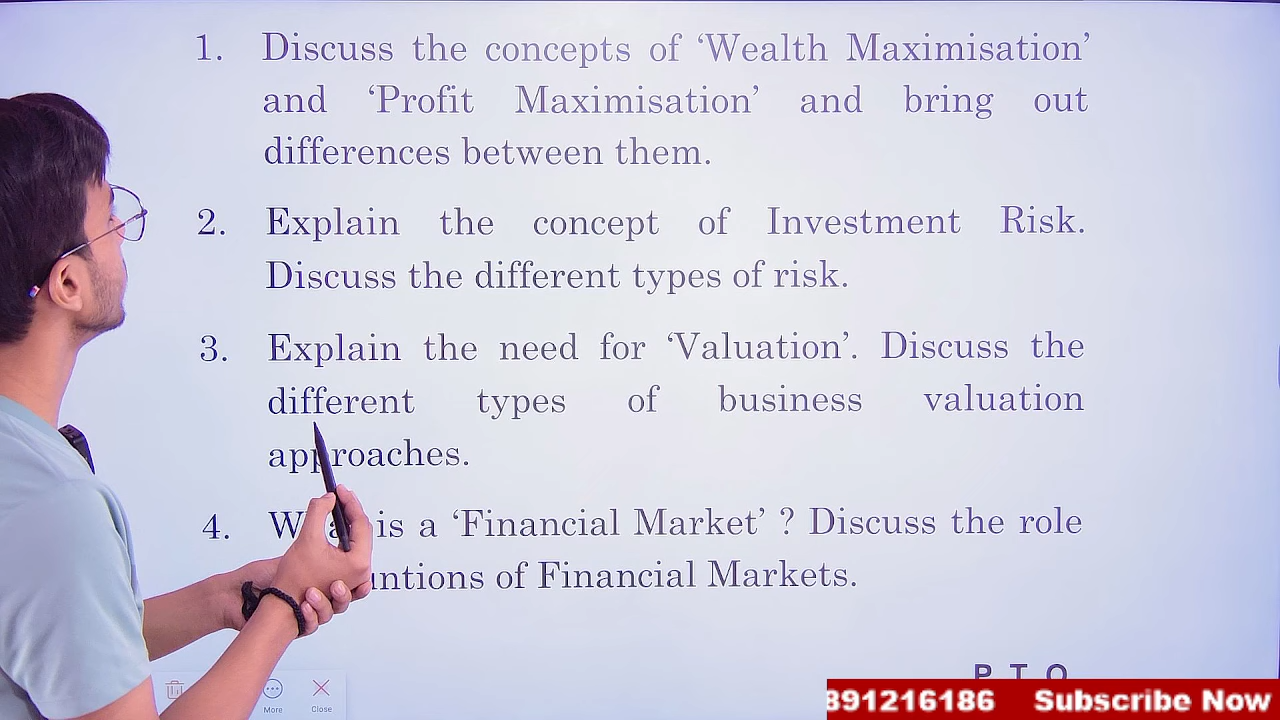 1. Discuss the concepts of ‘Wealth Maximisation’
and ‘Profit Maximisation’ and bring out
differences between them.
2. Explain the concept of Investment Risk.
Discuss the different types of risk.
3. Explain the need for ‘Valuation’. Discuss the
different types of business valuation
approaches.
4. is a ‘Financial Market’ ? Discuss the role
of Financial Markets.
P. T. O.
More Close
891216186 Subscribe Now